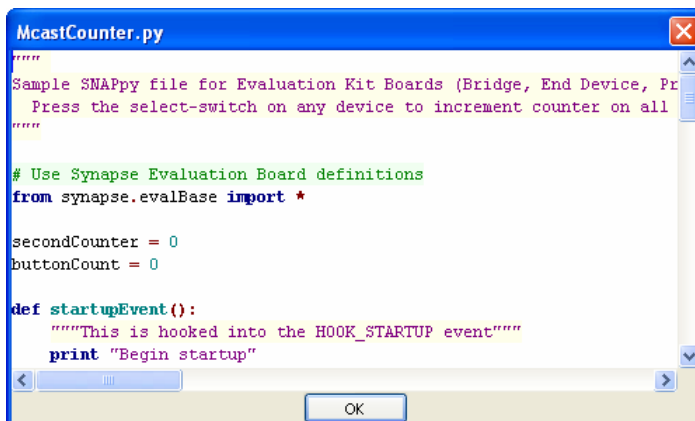 McastCounter.py
"""
Sample SNAPpy file for Evaluation Kit Boards (Bridge, End Device, Pr
  Press the select-switch on any device to increment counter on all
"""

# Use Synapse Evaluation Board definitions
from synapse.evalBase import *

secondCounter = 0
buttonCount = 0

def startupEvent():
    """This is hooked into the HOOK_STARTUP event"""
    print "Begin startup"
OK